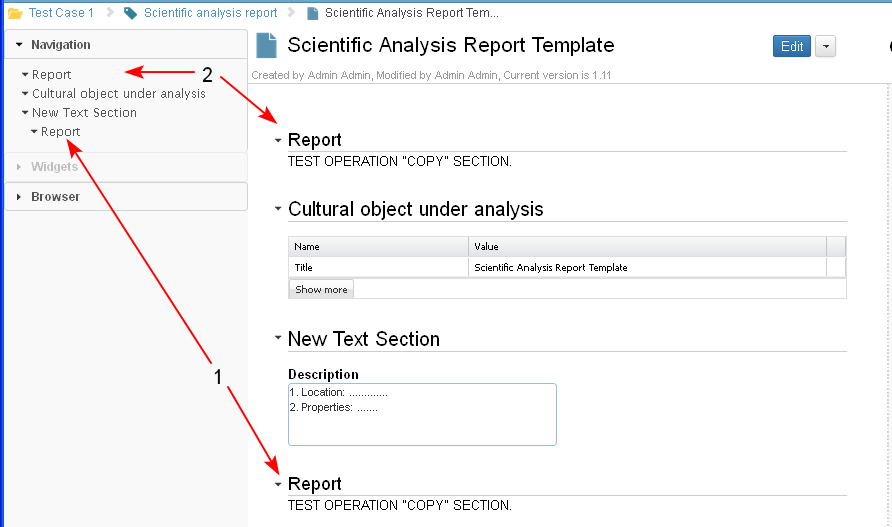 Test Case 1 Scientific analysis report Scientific Analysis Report Tem...
Navigation
Report
Cultural object under analysis
New Text Section
Report
Widgets
Browser
2
1
Scientific Analysis Report Template
Edit
Created by Admin Admin, Modified by Admin Admin, Current version is 1.11
Report
TEST OPERATION "COPY" SECTION.
Cultural object under analysis
Name Value
Title Scientific Analysis Report Template
Show more
New Text Section
Description
1. Location: .............
2. Properties: .......
Report
TEST OPERATION "COPY" SECTION.